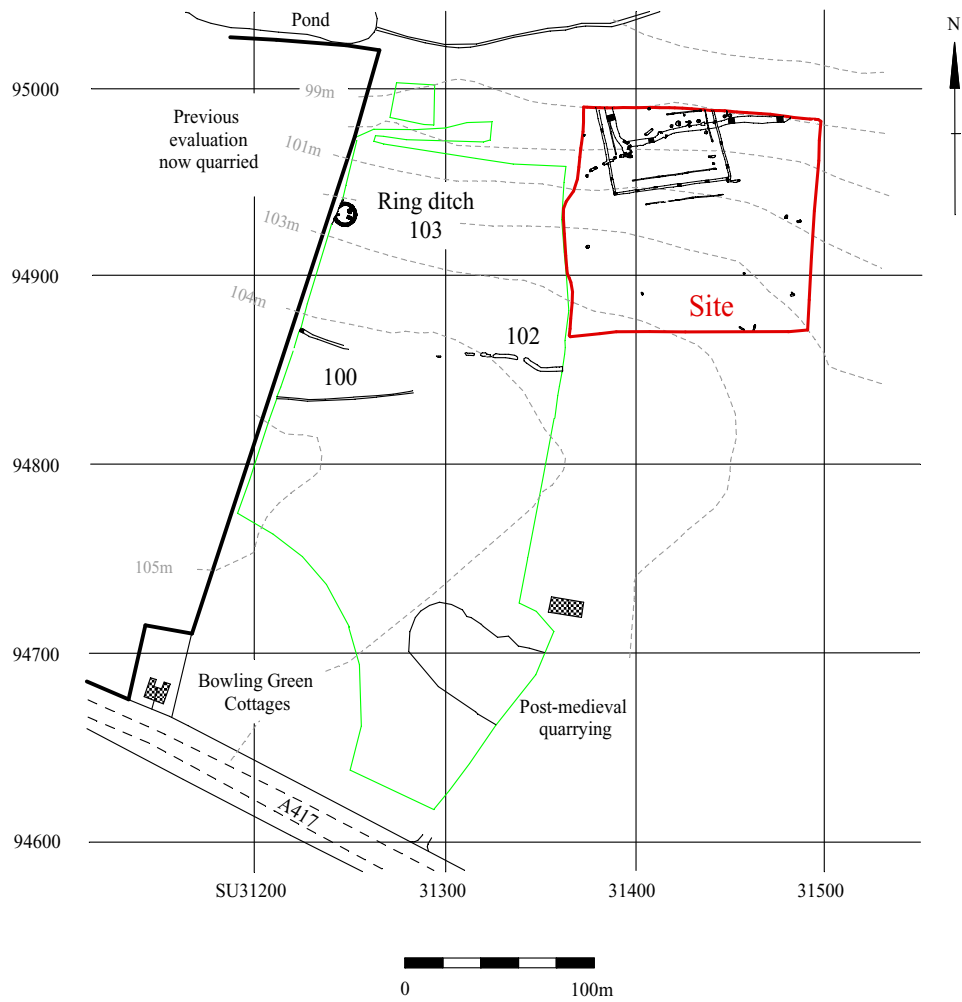 Pond
N
95000
99m
Previous
evaluation
now quarried
101m
Ring ditch
103
103m
94900
104m
Site
102
100
94800
105m
94700
Bowling Green
Cottages
Post-medieval
quarrying
A417
94600
SU31200
31300
31400
31500
0
100m